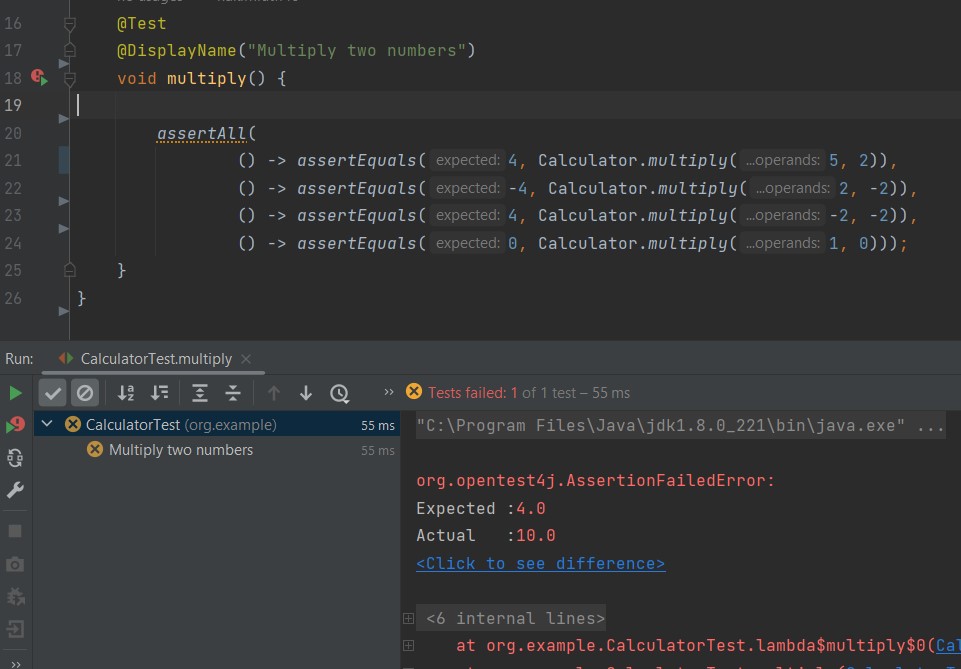 16 @Test
17 @DisplayName("Multiply two numbers")
18 void multiply() {
19
20 assertAll(
21 () -> assertEquals( expected: 4, Calculator.multiply( ...operands: 5, 2)),
22 () -> assertEquals( expected: -4, Calculator.multiply( ...operands: 2, -2)),
23 () -> assertEquals( expected: 4, Calculator.multiply( ...operands: -2, -2)),
24 () -> assertEquals( expected: 0, Calculator.multiply( ...operands: 1, 0)));
25 }
26 }
Run: CalculatorTest.multiply ×
» Tests failed: 1 of 1 test – 55 ms
CalculatorTest (org.example) 55 ms
Multiply two numbers 55 ms
"C:\Program Files\Java\jdk1.8.0_221\bin\java.exe" ...
org.opentest4j.AssertionFailedError:
Expected :4.0
Actual :10.0
<Click to see difference>
<6 internal lines>
at org.example.CalculatorTest.lambda$multiply$0(Cal